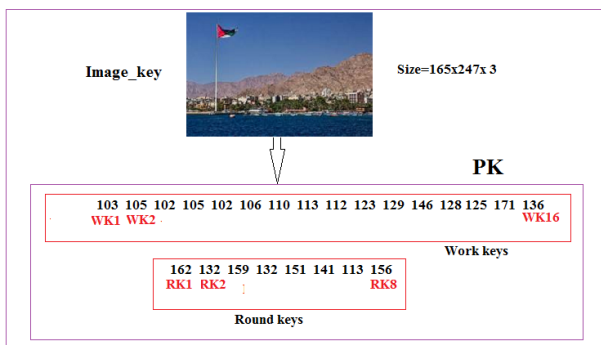 Image_key
Size=165x247x 3
PK
103 105 102 105 102 106 110 113 112 123 129 146 128 125 171 136
WK1 WK2 WK16
Work keys
162 132 159 132 151 141 113 156
RK1 RK2 RK8
Round keys